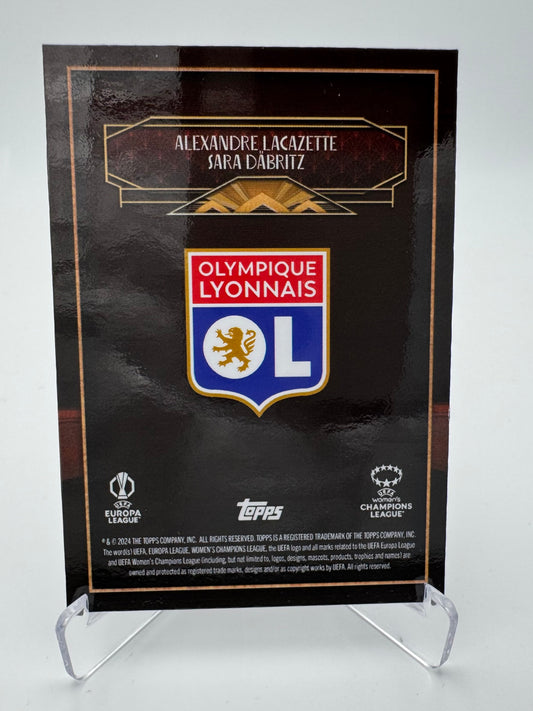 ALEXANDRE LACAZETTE
SARA DÄBRITZ
OLYMPIQUE
LYONNAIS
OL
UEFA
EUROPA
LEAGUE™
topps
UEFA
women's
CHAMPIONS
LEAGUE™
® & © 2024 THE TOPPS COMPANY, INC. ALL RIGHTS RESERVED. TOPPS IS A REGISTERED TRADEMARK OF THE TOPPS COMPANY, INC.
The word(s) UEFA, EUROPA LEAGUE, WOMEN'S CHAMPIONS LEAGUE, the UEFA logo and all marks related to the UEFA Europa League
and UEFA Women's Champions League (including, but not limited to, logos, designs, mascots, products, trophies and names) are
owned and protected as registered trade marks, designs and/or as copyright works by UEFA. All rights reserved.